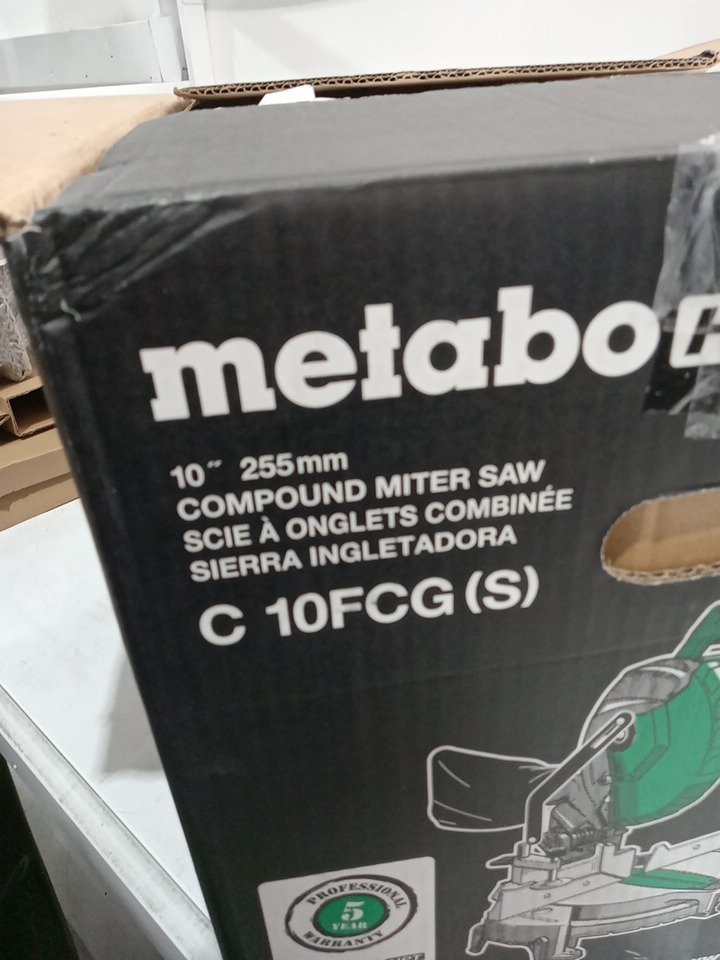 metabo
10″ 255mm
COMPOUND MITER SAW
SCIE À ONGLETS COMBINÉE
SIERRA INGLETADORA
C 10FCG (S)
PROFESSIONAL
5
YEAR
WARRANTY